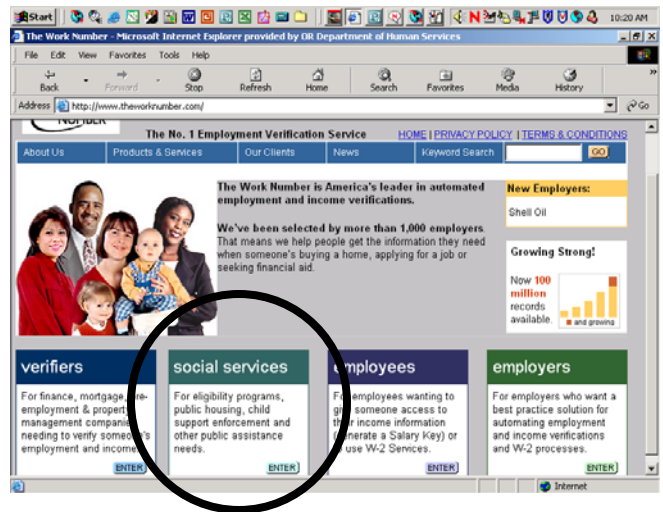 Start
10:20 AM
The Work Number - Microsoft Internet Explorer provided by OR Department of Human Services
File Edit View Favorites Tools Help
Back Forward Stop Refresh Home Search Favorites Media History
Address http://www.theworknumber.com/ Go
NUMBER
The No. 1 Employment Verification Service HOME | PRIVACY POLICY | TERMS & CONDITIONS
About Us Products & Services Our Clients News Keyword Search GO
The Work Number is America's leader in automated
employment and income verifications.
We've been selected by more than 1,000 employers.
That means we help people get the information they need
when someone's buying a home, applying for a job or
seeking financial aid.
New Employers:
Shell Oil
Growing Strong!
Now 100
million
records
available.
and growing
verifiers
For finance, mortgage, pre-
employment & property
management companies
needing to verify someone's
employment and income.
ENTER
social services
For eligibility programs,
public housing, child
support enforcement and
other public assistance
needs.
ENTER
employees
For employees wanting to
give someone access to
their income information
(generate a Salary Key) or
to use W-2 Services.
ENTER
employers
For employers who want a
best practice solution for
automating employment
and income verifications
and W-2 processes.
ENTER
Internet